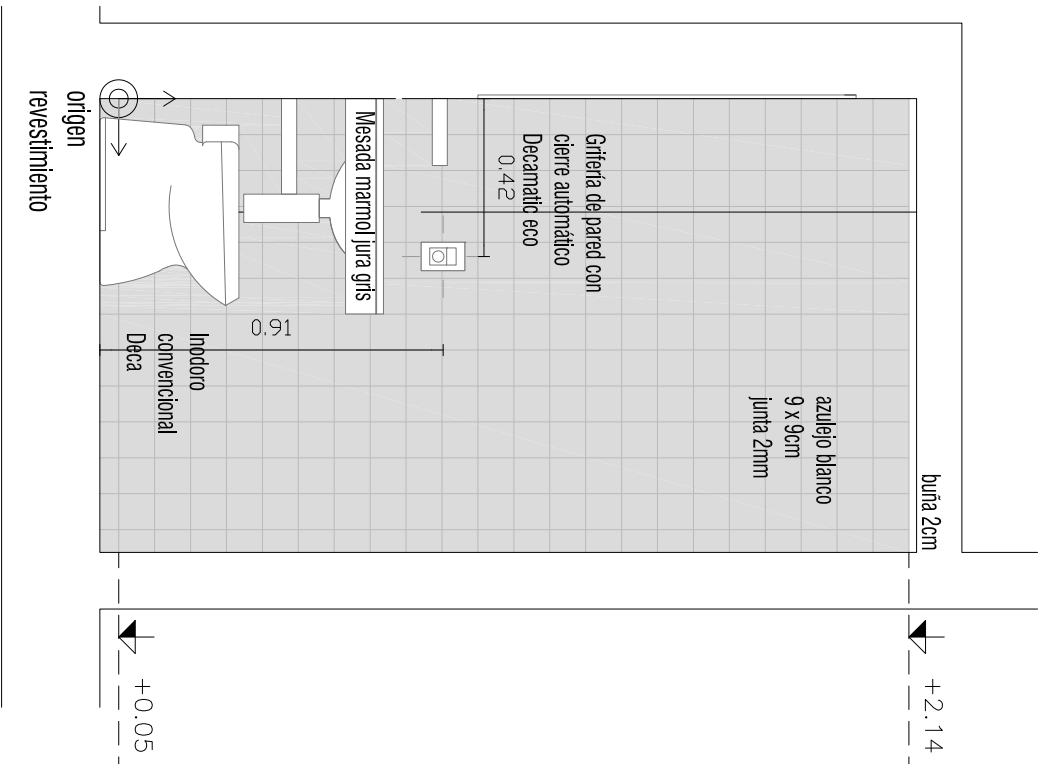 buña 2cm
azulejo blanco
9 x 9cm
junta 2mm
Grifería de pared con
cierre automático
Decamatic eco
0.42
Mesada marmol jura gris
0.91
Inodoro
convencional
Deca
origen
revestimiento
+2.14
+0.05